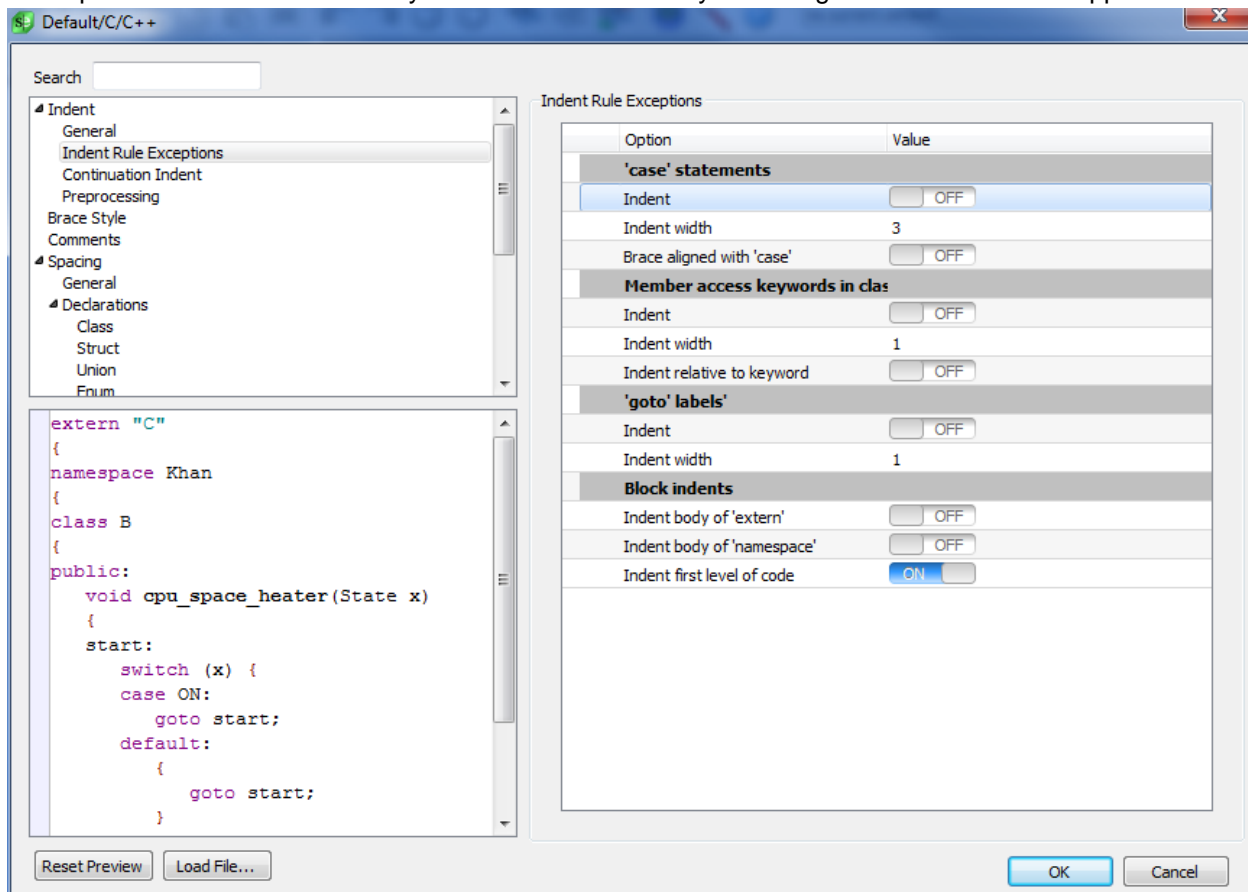 Default/C/C++
Search
Indent
General
Indent Rule Exceptions
Continuation Indent
Preprocessing
Brace Style
Comments
Spacing
General
Declarations
Class
Struct
Union
Enum
extern "C"
{
namespace Khan
{
class B
{
public:
void cpu_space_heater(State x)
{
start:
switch (x) {
case ON:
goto start;
default:
{
goto start;
}
Reset Preview
Load File...
Indent Rule Exceptions
Option Value
'case' statements
Indent OFF
Indent width 3
Brace aligned with 'case' OFF
Member access keywords in clas
Indent OFF
Indent width 1
Indent relative to keyword OFF
'goto' labels'
Indent OFF
Indent width 1
Block indents
Indent body of 'extern' OFF
Indent body of 'namespace' OFF
Indent first level of code ON
OK
Cancel